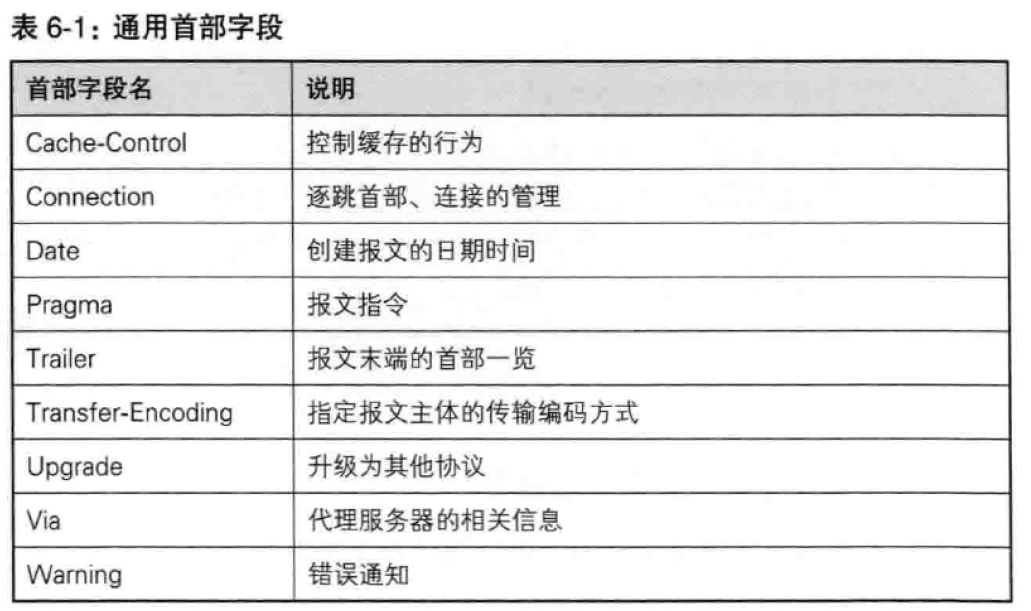 表 6-1：通用首部字段
首部字段名 说明
Cache-Control 控制缓存的行为
Connection 逐跳首部、连接的管理
Date 创建报文的日期时间
Pragma 报文指令
Trailer 报文末端的首部一览
Transfer-Encoding 指定报文主体的传输编码方式
Upgrade 升级为其他协议
Via 代理服务器的相关信息
Warning 错误通知